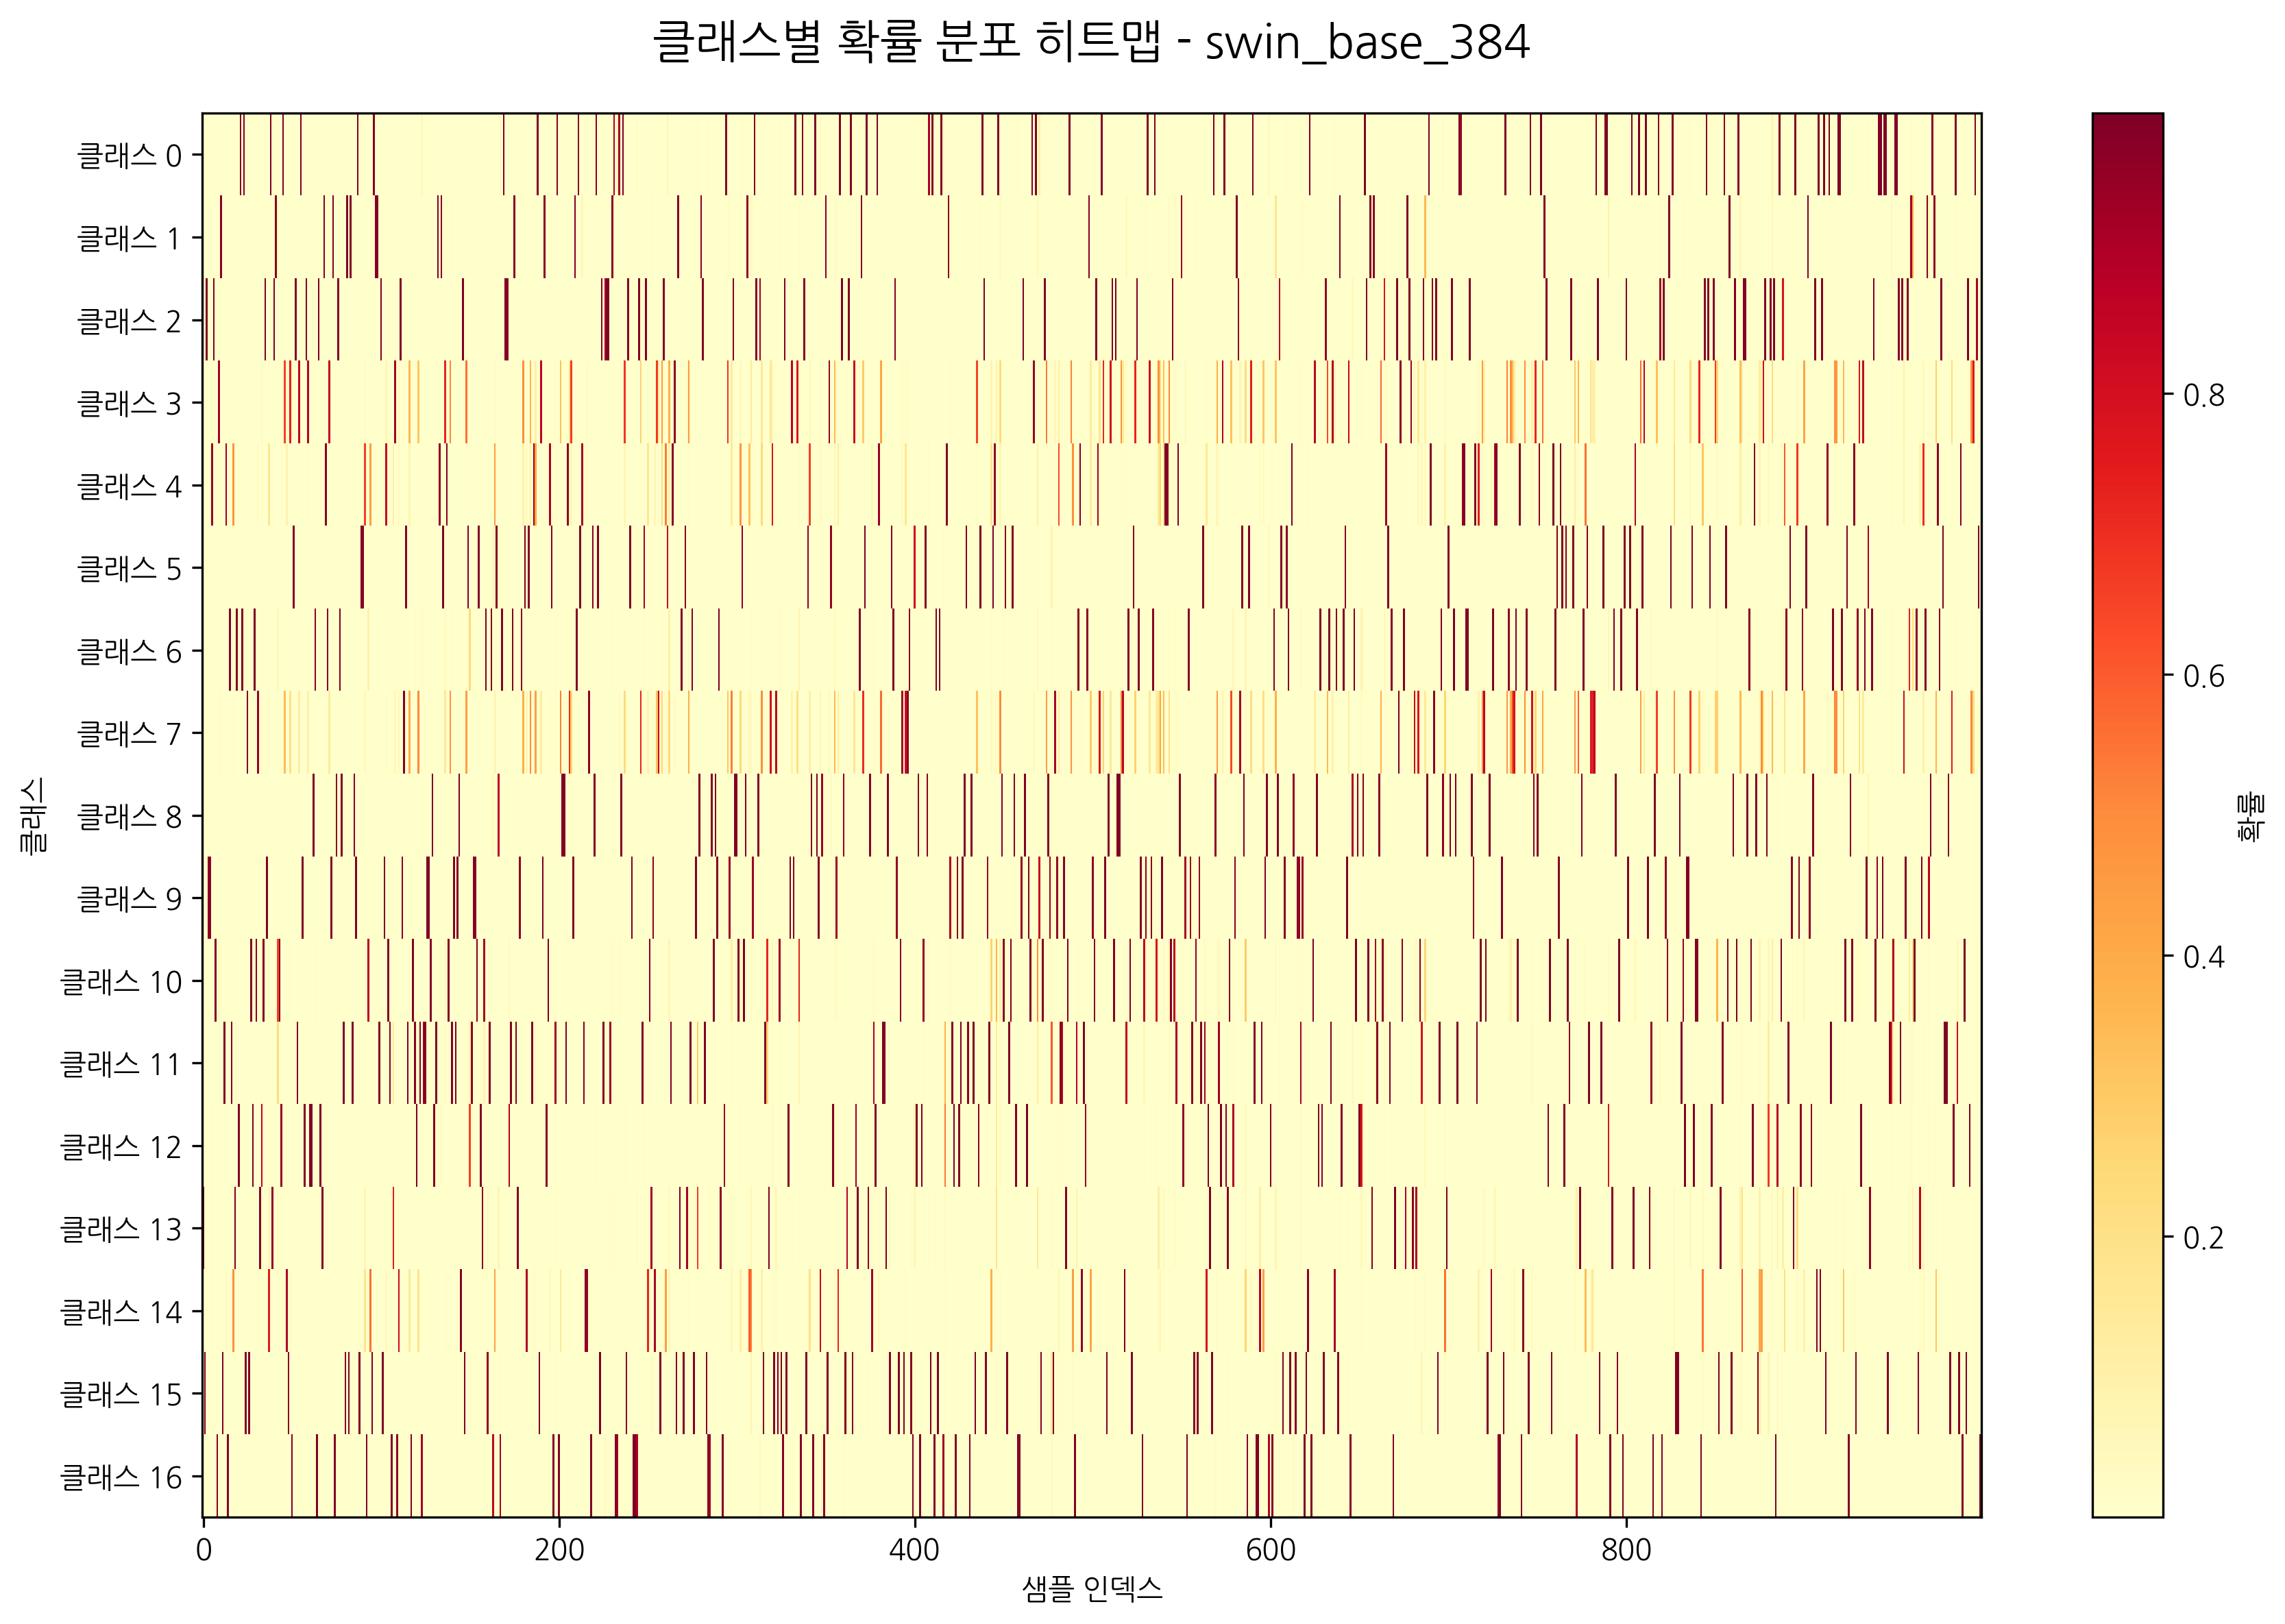 클래스별 확률 분포 히트맵 - swin_base_384
클래스 0
클래스 1
클래스 2
클래스 3
클래스 4
클래스 5
클래스 6
클래스 7
클래스 8
클래스 9
클래스 10
클래스 11
클래스 12
클래스 13
클래스 14
클래스 15
클래스 16
클래스
0
200
400
600
800
샘플 인덱스
0.8
0.6
0.4
0.2
확률